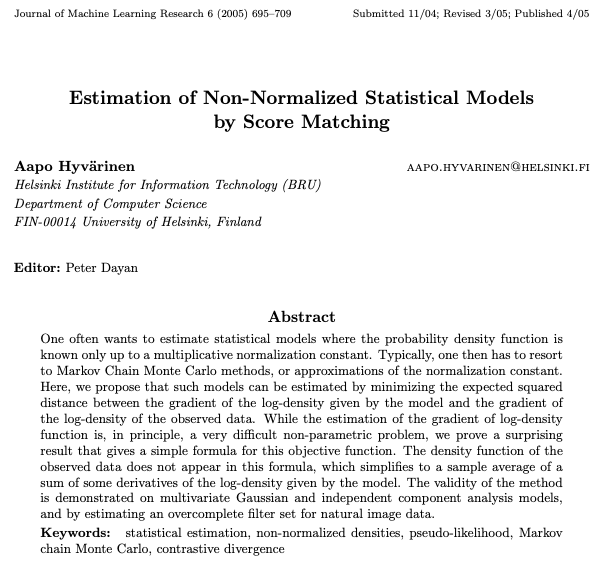 Journal of Machine Learning Research 6 (2005) 695–709 Submitted 11/04; Revised 3/05; Published 4/05
Estimation of Non-Normalized Statistical Models
by Score Matching
Aapo Hyvärinen AAPO.HYVARINEN@HELSINKI.FI
Helsinki Institute for Information Technology (BRU)
Department of Computer Science
FIN-00014 University of Helsinki, Finland
Editor: Peter Dayan
Abstract
One often wants to estimate statistical models where the probability density function is
known only up to a multiplicative normalization constant. Typically, one then has to resort
to Markov Chain Monte Carlo methods, or approximations of the normalization constant.
Here, we propose that such models can be estimated by minimizing the expected squared
distance between the gradient of the log-density given by the model and the gradient of
the log-density of the observed data. While the estimation of the gradient of log-density
function is, in principle, a very difficult non-parametric problem, we prove a surprising
result that gives a simple formula for this objective function. The density function of the
observed data does not appear in this formula, which simplifies to a sample average of a
sum of some derivatives of the log-density given by the model. The validity of the method
is demonstrated on multivariate Gaussian and independent component analysis models,
and by estimating an overcomplete filter set for natural image data.
Keywords: statistical estimation, non-normalized densities, pseudo-likelihood, Markov
chain Monte Carlo, contrastive divergence